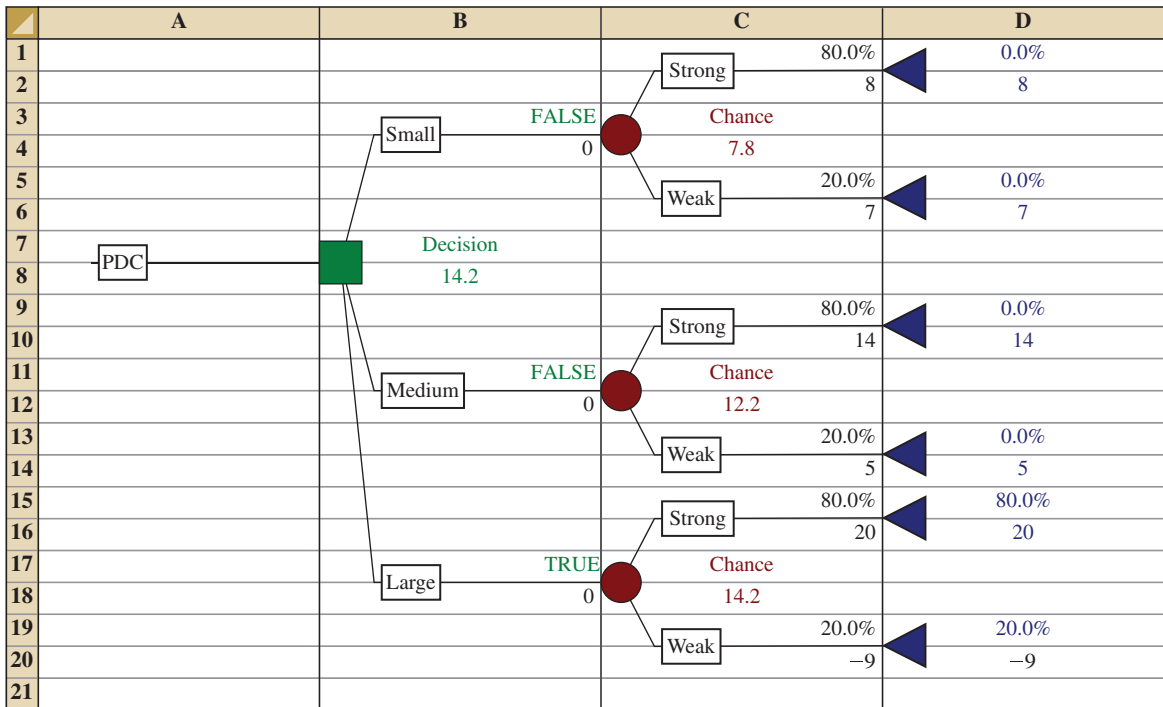 A B C D
1 80.0% 0.0%
Strong
2 8 8
3 FALSE Chance
Small
4 0 7.8
5 20.0% 0.0%
Weak
6 7 7
7 Decision
PDC
8 14.2
9 80.0% 0.0%
Strong
10 14 14
11 FALSE Chance
Medium
12 0 12.2
13 20.0% 0.0%
Weak
14 5 5
15 80.0% 80.0%
Strong
16 20 20
17 TRUE Chance
Large
18 0 14.2
19 20.0% 20.0%
Weak
20 −9 −9
21